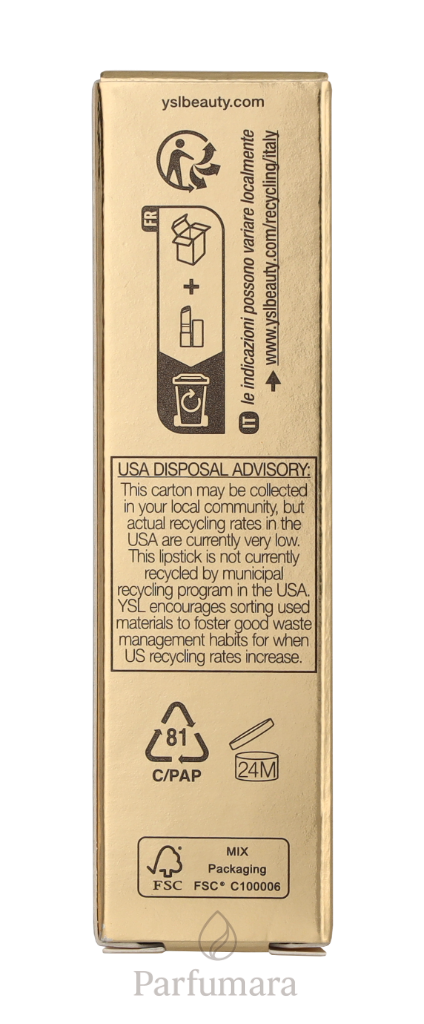 yslbeauty.com
FR
+
IT le indicazioni possono variare localmente
www.yslbeauty.com/recycling/italy
USA DISPOSAL ADVISORY:
This carton may be collected
in your local community, but
actual recycling rates in the
USA are currently very low.
This lipstick is not currently
recycled by municipal
recycling program in the USA.
YSL encourages sorting used
materials to foster good waste
management habits for when
US recycling rates increase.
81
C/PAP
24M
MIX
Packaging
FSC FSC® C100006
Parfumara